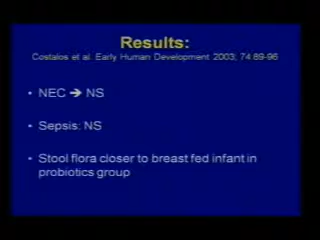 Results:
Costalos et al. Early Human Development 2003; 74:89-96
• NEC ➔ NS
• Sepsis: NS
• Stool flora closer to breast fed infant in
probiotics group